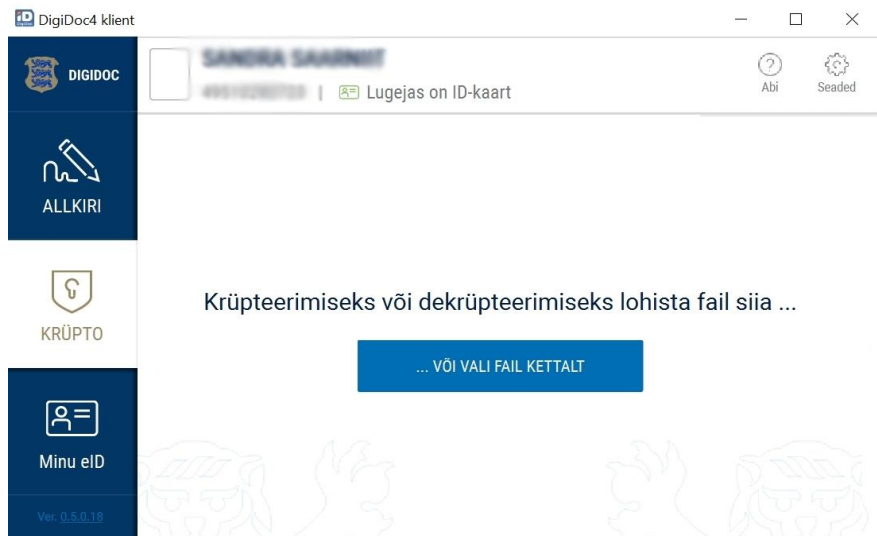 DigiDoc4 klient
DIGIDOC
Lugejas on ID-kaart
Abi
Seaded
ALLKIRI
KRÜPTO
Minu eID
Ver. 0.5.0.18
Krüpteerimiseks või dekrüpteerimiseks lohista fail siia ...
... VÕI VALI FAIL KETTALT